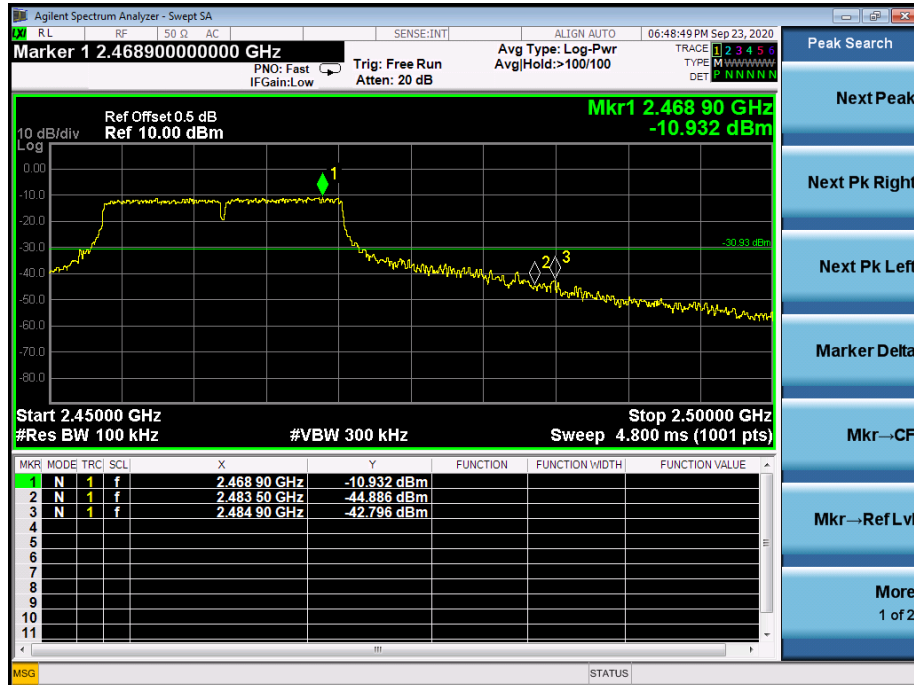 Agilent Spectrum Analyzer - Swept SA
LXI RL RF 50 Ω AC SENSE:INT ALIGN AUTO 06:48:49 PM Sep 23, 2020
Marker 1 2.468900000000 GHz
PNO: Fast
IFGain:Low
Trig: Free Run
Atten: 20 dB
Avg Type: Log-Pwr
Avg|Hold:>100/100
TRACE 1 2 3 4 5 6
TYPE M WWWWW
DET P N N N N N
Peak Search
Mkr1 2.468 90 GHz
-10.932 dBm
Ref Offset 0.5 dB
10 dB/div Ref 10.00 dBm
Log
0.00
-10.0
-20.0
-30.0
-40.0
-50.0
-60.0
-70.0
-80.0
1
2
3
-30.93 dBm
Start 2.45000 GHz Stop 2.50000 GHz
#Res BW 100 kHz #VBW 300 kHz Sweep 4.800 ms (1001 pts)
MKR MODE TRC SCL X Y FUNCTION FUNCTION WIDTH FUNCTION VALUE
1 N 1 f 2.468 90 GHz -10.932 dBm
2 N 1 f 2.483 50 GHz -44.886 dBm
3 N 1 f 2.484 90 GHz -42.796 dBm
4
5
6
7
8
9
10
11
Next Peak
Next Pk Right
Next Pk Left
Marker Delta
Mkr→CF
Mkr→Ref Lvl
More
1 of 2
MSG STATUS